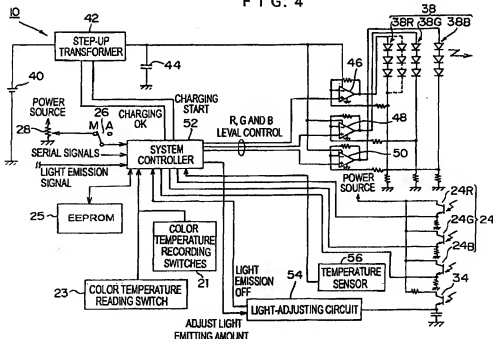 FIG. 4
10
42
STEP-UP
TRANSFORMER
38
38R 38G 38B
40
44
46
POWER
SOURCE
28
26
M A
CHARGING
OK
CHARGING
START
52
R, G AND B
LEVAL CONTROL
48
SERIAL SIGNALS
SYSTEM
CONTROLLER
50
LIGHT EMISSION
SIGNAL
POWER
SOURCE
24R
24G
24
24B
25
EEPROM
COLOR
TEMPERATURE
RECORDING
SWITCHES
21
56
TEMPERATURE
SENSOR
34
23
COLOR TEMPERATURE
READING SWITCH
LIGHT
EMISSION
OFF
54
LIGHT-ADJUSTING CIRCUIT
ADJUST LIGHT
EMITTING AMOUNT